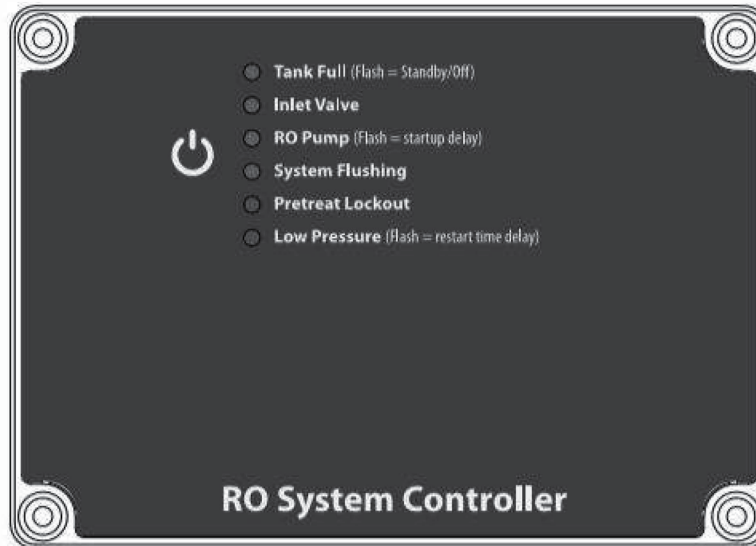 Tank Full (Flash = Standby/Off)
Inlet Valve
RO Pump (Flash = startup delay)
System Flushing
Pretreat Lockout
Low Pressure (Flash = restart time delay)
RO System Controller